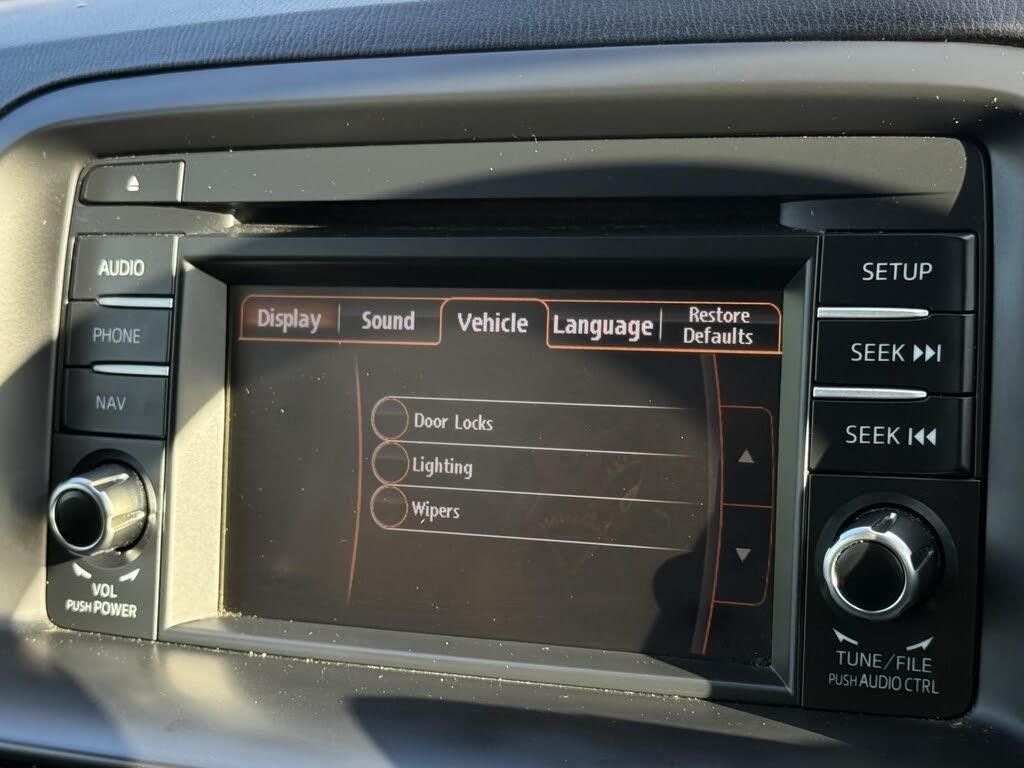 AUDIO
PHONE
NAV
VOL
PUSH POWER
Display
Sound
Vehicle
Language
Restore
Defaults
Door Locks
Lighting
Wipers
SETUP
SEEK
SEEK
TUNE/FILE
PUSH AUDIO CTRL